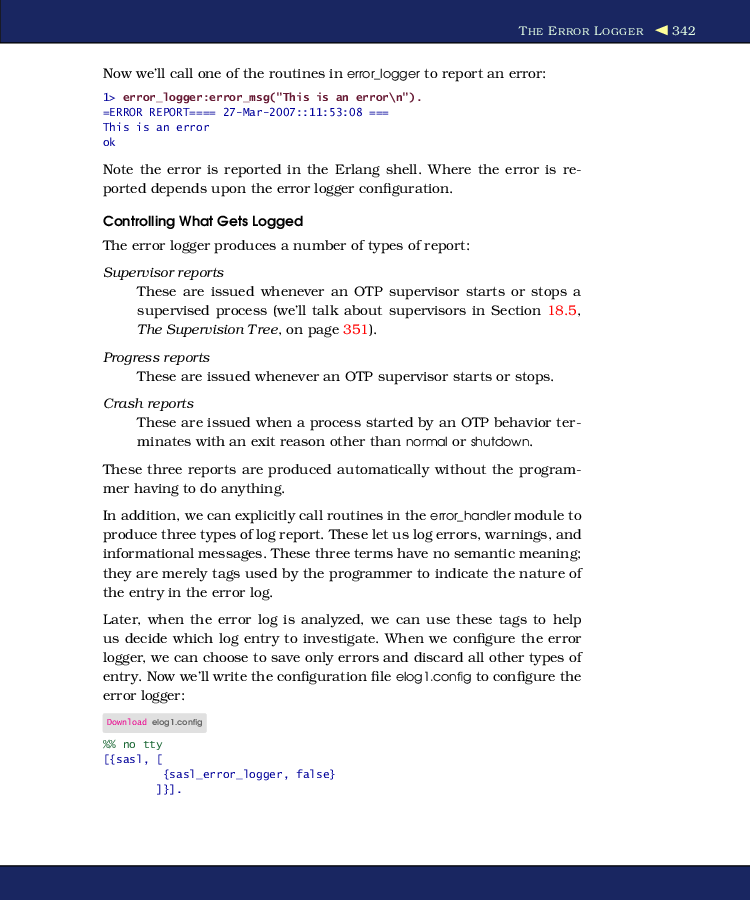 THE ERROR LOGGER ◄ 342
Now we'll call one of the routines in error_logger to report an error:
1> error_logger:error_msg("This is an error\n").
=ERROR REPORT==== 27-Mar-2007::11:53:08 ===
This is an error
ok
Note the error is reported in the Erlang shell. Where the error is re-
ported depends upon the error logger configuration.
Controlling What Gets Logged
The error logger produces a number of types of report:
Supervisor reports
These are issued whenever an OTP supervisor starts or stops a
supervised process (we'll talk about supervisors in Section 18.5,
The Supervision Tree, on page 351).
Progress reports
These are issued whenever an OTP supervisor starts or stops.
Crash reports
These are issued when a process started by an OTP behavior ter-
minates with an exit reason other than normal or shutdown.
These three reports are produced automatically without the program-
mer having to do anything.
In addition, we can explicitly call routines in the error_handler module to
produce three types of log report. These let us log errors, warnings, and
informational messages. These three terms have no semantic meaning;
they are merely tags used by the programmer to indicate the nature of
the entry in the error log.
Later, when the error log is analyzed, we can use these tags to help
us decide which log entry to investigate. When we configure the error
logger, we can choose to save only errors and discard all other types of
entry. Now we'll write the configuration file elog1.config to configure the
error logger:
Download elog1.config
%% no tty
[{sasl, [
{sasl_error_logger, false}
]}].